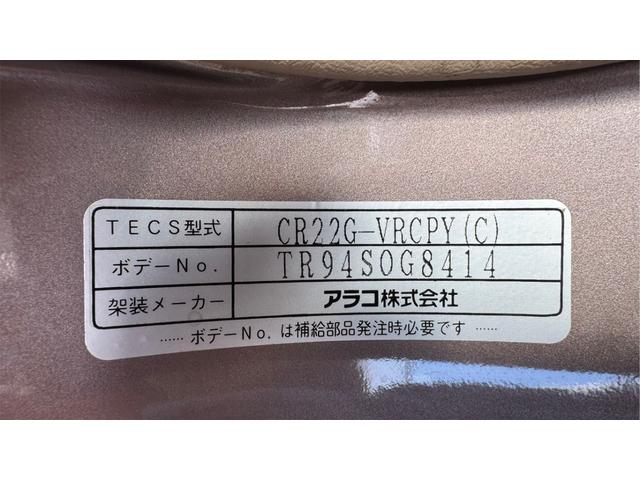 TECS型式 CR22G-VRCPY(C)
ボデーNo. TR94SOG8414
架装メーカー アラコ株式会社
……ボデーNo.は補給部品発注時必要です……